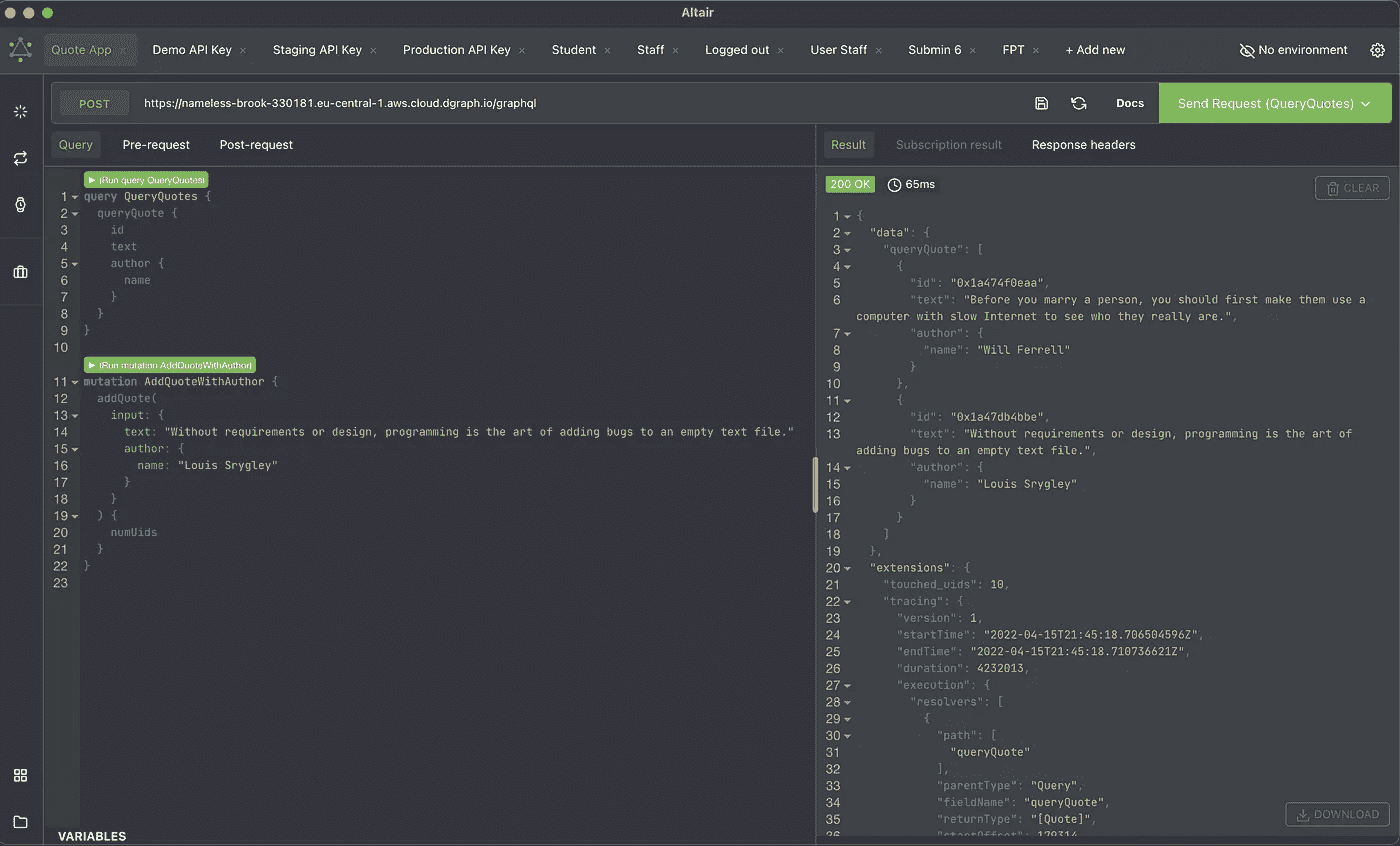 Altair
Quote App × Demo API Key × Staging API Key × Production API Key × Student × Staff × Logged out × User Staff × Submin 6 × FPT × + Add new No environment
POST https://nameless-brook-330181.eu-central-1.aws.cloud.dgraph.io/graphql Docs Send Request (QueryQuotes)
Query Pre-request Post-request
▶ (Run query QueryQuotes)
1 query QueryQuotes {
2 queryQuote {
3 id
4 text
5 author {
6 name
7 }
8 }
9 }
10
▶ (Run mutation AddQuoteWithAuthor)
11 mutation AddQuoteWithAuthor {
12 addQuote(
13 input: {
14 text: "Without requirements or design, programming is the art of adding bugs to an empty text file."
15 author: {
16 name: "Louis Srygley"
17 }
18 }
19 ) {
20 numUids
21 }
22 }
23
VARIABLES
Result Subscription result Response headers
200 OK 65ms CLEAR
1 {
2 "data": {
3 "queryQuote": [
4 {
5 "id": "0x1a474f0eaa",
6 "text": "Before you marry a person, you should first make them use a
computer with slow Internet to see who they really are.",
7 "author": {
8 "name": "Will Ferrell"
9 }
10 },
11 {
12 "id": "0x1a47db4bbe",
13 "text": "Without requirements or design, programming is the art of
adding bugs to an empty text file.",
14 "author": {
15 "name": "Louis Srygley"
16 }
17 }
18 ]
19 },
20 "extensions": {
21 "touched_uids": 10,
22 "tracing": {
23 "version": 1,
24 "startTime": "2022-04-15T21:45:18.706504596Z",
25 "endTime": "2022-04-15T21:45:18.710736621Z",
26 "duration": 4232013,
27 "execution": {
28 "resolvers": [
29 {
30 "path": [
31 "queryQuote"
32 ],
33 "parentType": "Query",
34 "fieldName": "queryQuote",
35 "returnType": "[Quote]",
36 "startOffset": 179314,
DOWNLOAD